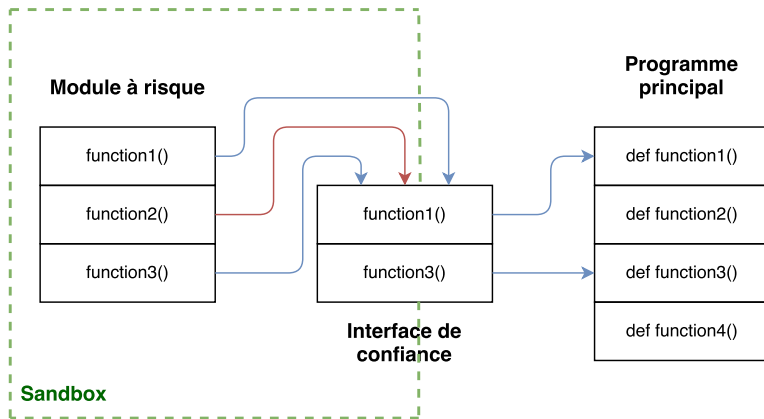 Module à risque
function1()
function2()
function3()
function1()
function3()
Interface de
confiance
Programme
principal
def function1()
def function2()
def function3()
def function4()
Sandbox